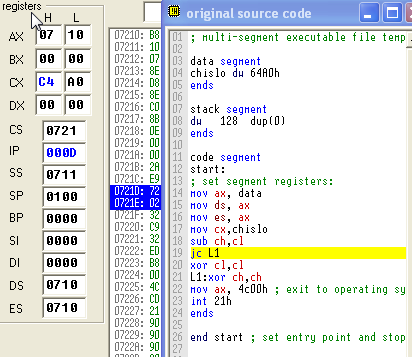 registers
H L
AX 07 10
BX 00 00
CX C4 A0
DX 00 00
CS 0721
IP 000D
SS 0711
SP 0100
BP 0000
SI 0000
DI 0000
DS 0710
ES 0710
07210: B8
07211: 10
07212: 07
07213: 8E
07214: D8
07215: 8E
07216: C0
07217: 8B
07218: 0E
07219: 00
0721A: 00
0721B: 2A
0721C: E9
0721D: 72
0721E: 02
0721F: 32
07220: C9
07221: 32
07222: ED
07223: B8
07224: 00
07225: 4C
07226: CD
07227: 21
07228: 90
07229: 90
0722A: 90
original source code
01 ; multi-segment executable file temp
02
03 data segment
04 chislo dw 64A0h
05 ends
06
07 stack segment
08 dw 128 dup(0)
09 ends
10
11 code segment
12 start:
13 ; set segment registers:
14 mov ax, data
15 mov ds, ax
16 mov es, ax
17 mov cx,chislo
18 sub ch,cl
19 jc L1
20 xor cl,cl
21 L1:xor ch,ch
22 mov ax, 4c00h ; exit to operating sy
23 int 21h
24 ends
25
26 end start ; set entry point and stop